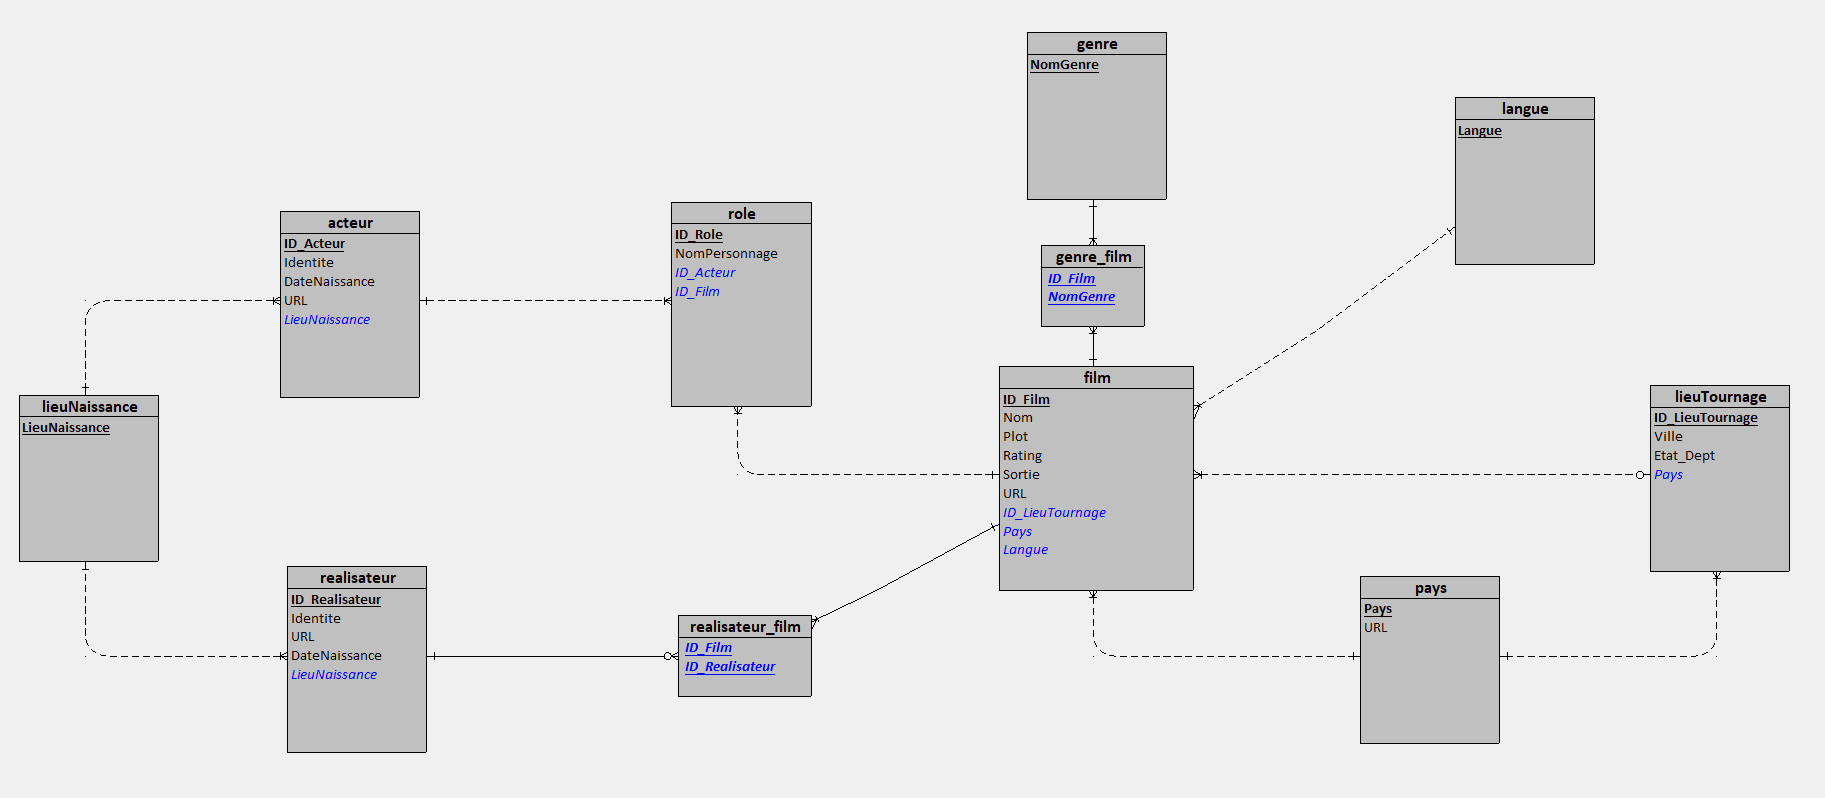 genre
NomGenre
langue
Langue
acteur
ID_Acteur
Identite
DateNaissance
URL
LieuNaissance
role
ID_Role
NomPersonnage
ID_Acteur
ID_Film
genre_film
ID_Film
NomGenre
film
ID_Film
Nom
Plot
Rating
Sortie
URL
ID_LieuTournage
Pays
Langue
lieuTournage
ID_LieuTournage
Ville
Etat_Dept
Pays
lieuNaissance
LieuNaissance
realisateur
ID_Realisateur
Identite
URL
DateNaissance
LieuNaissance
realisateur_film
ID_Film
ID_Realisateur
pays
Pays
URL